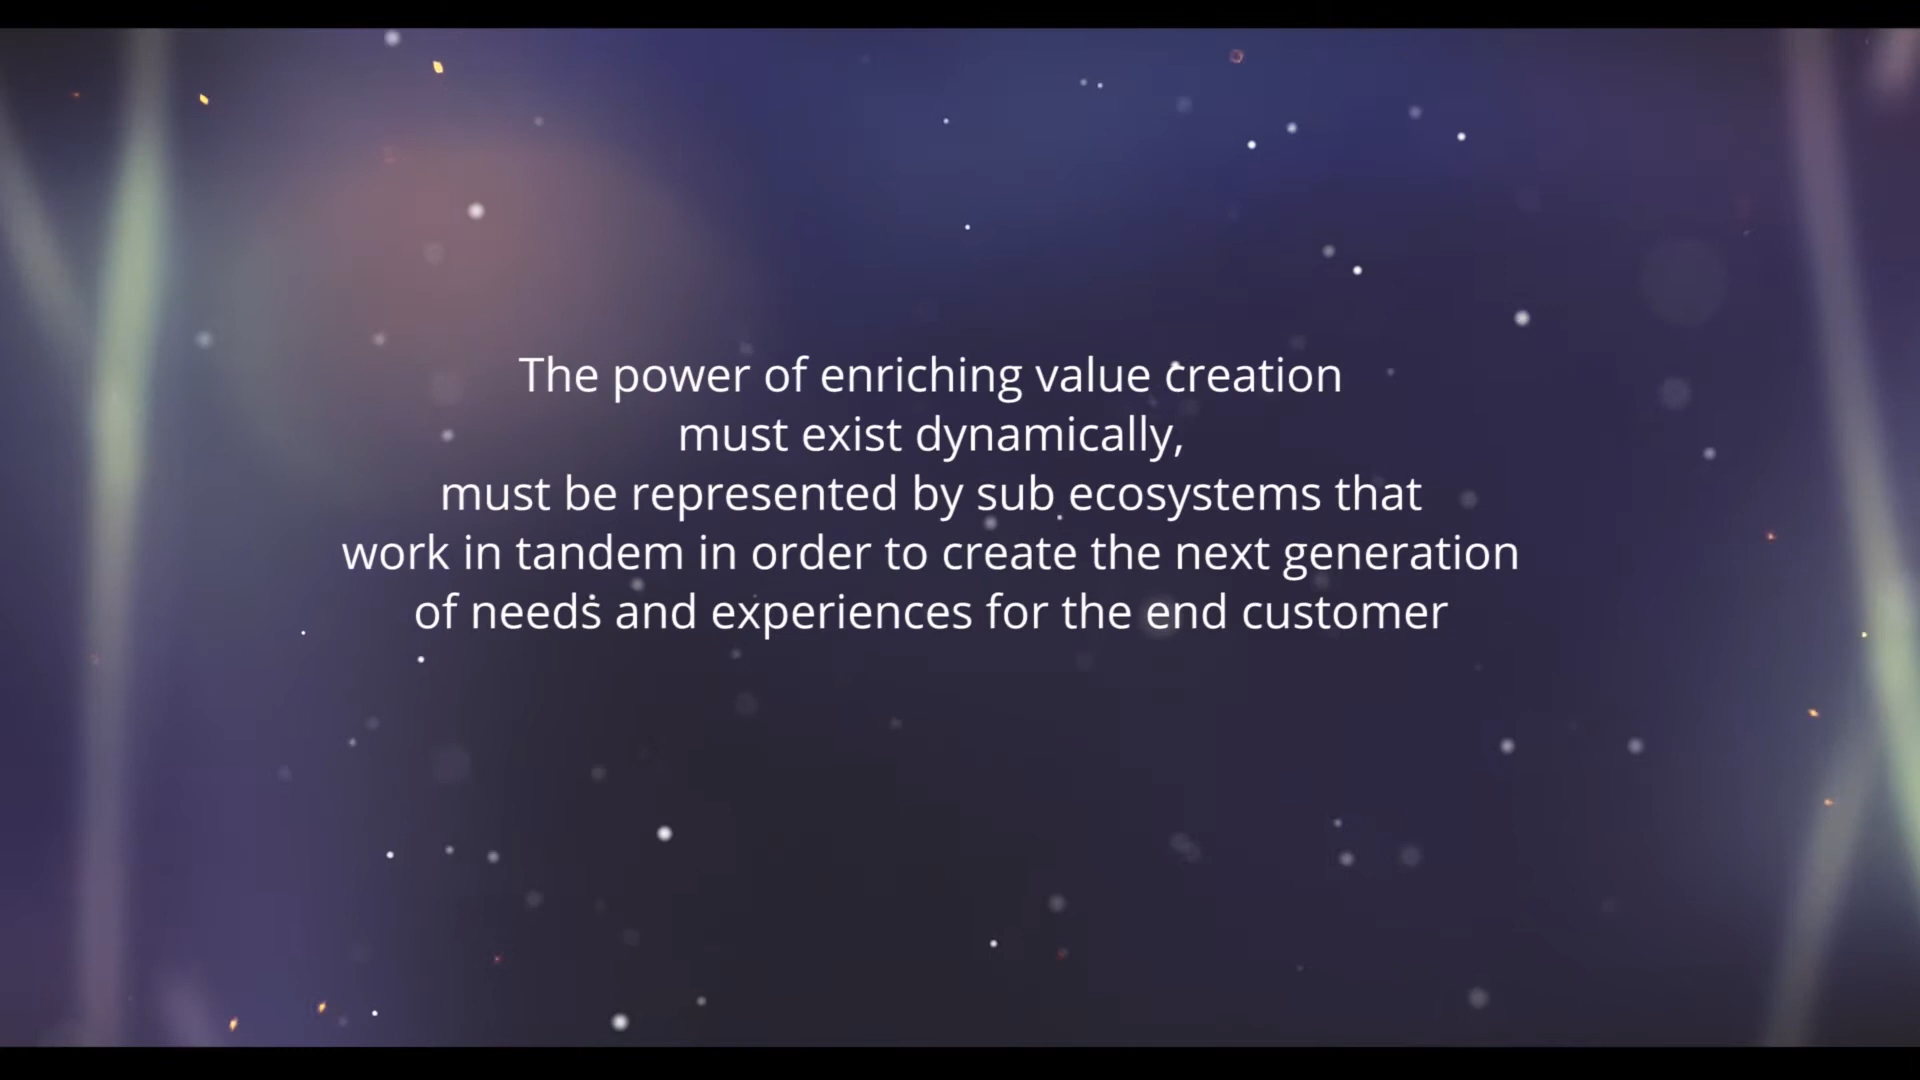 The power of enriching value creation
must exist dynamically,
must be represented by sub ecosystems that
work in tandem in order to create the next generation
of needs and experiences for the end customer